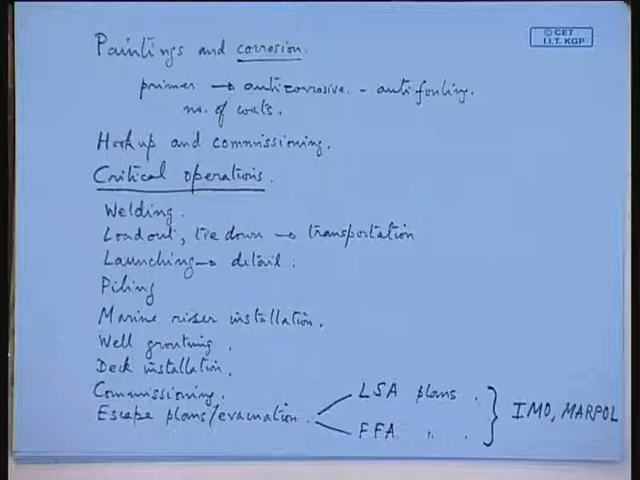 © CET
I.I.T. KGP
Paintings and corrosion.
primer → anticorrosive. - antifouling.
no. of coats.
Hookup and commissioning.
Critical operations.
Welding.
Loadout, tie down → transportation
Launching → detail.
Piling
Marine riser installation.
Well grouting.
Deck installation.
Commissioning.
Escape plans/evacuation. LSA plans.
FFA " . } IMO, MARPOL